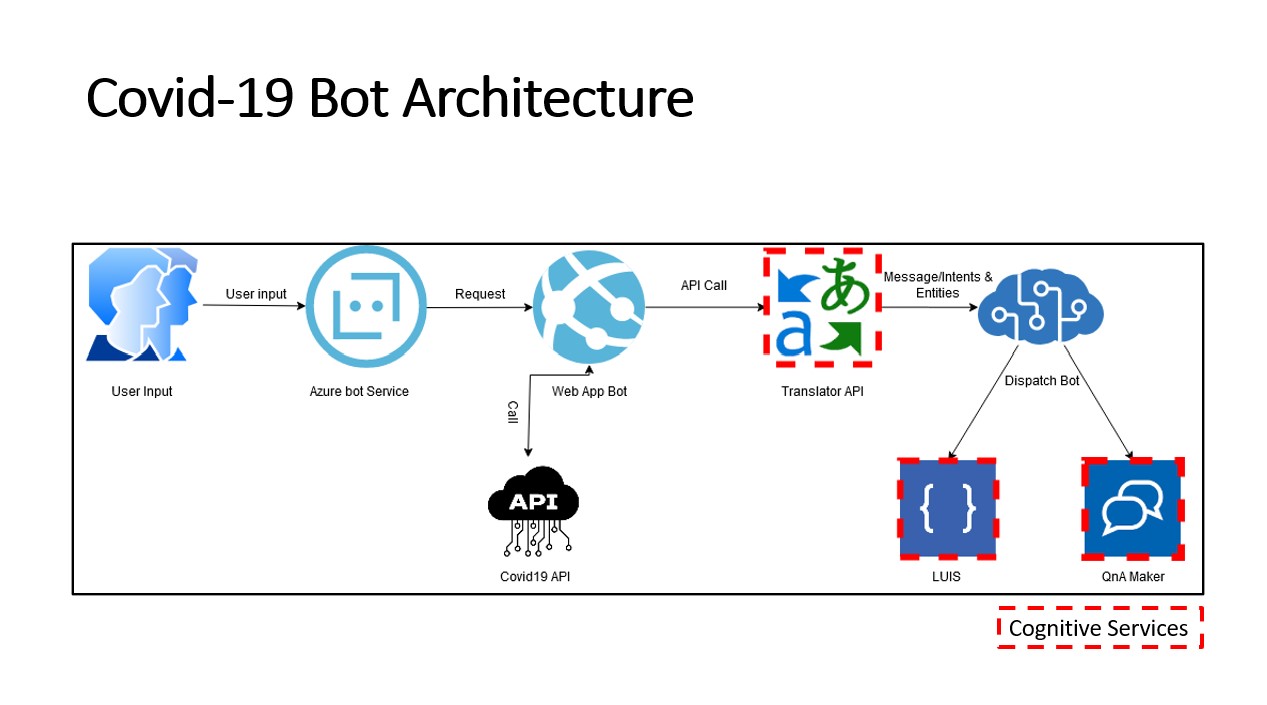 Covid-19 Bot Architecture
User input
Request
API Call
Message/Intents &
Entities
あ
a
User Input
Azure bot Service
Web App Bot
Translator API
Dispatch Bot
Call
API
{ }
Covid19 API
LUIS
QnA Maker
Cognitive Services